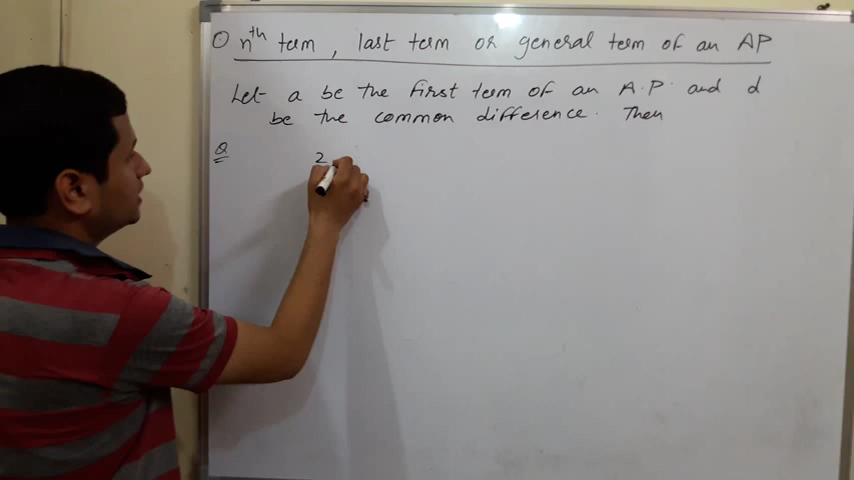 nth term, last term or general term of an AP
Let a be the first term of an A.P. and d
be the common difference. Then
Q 2